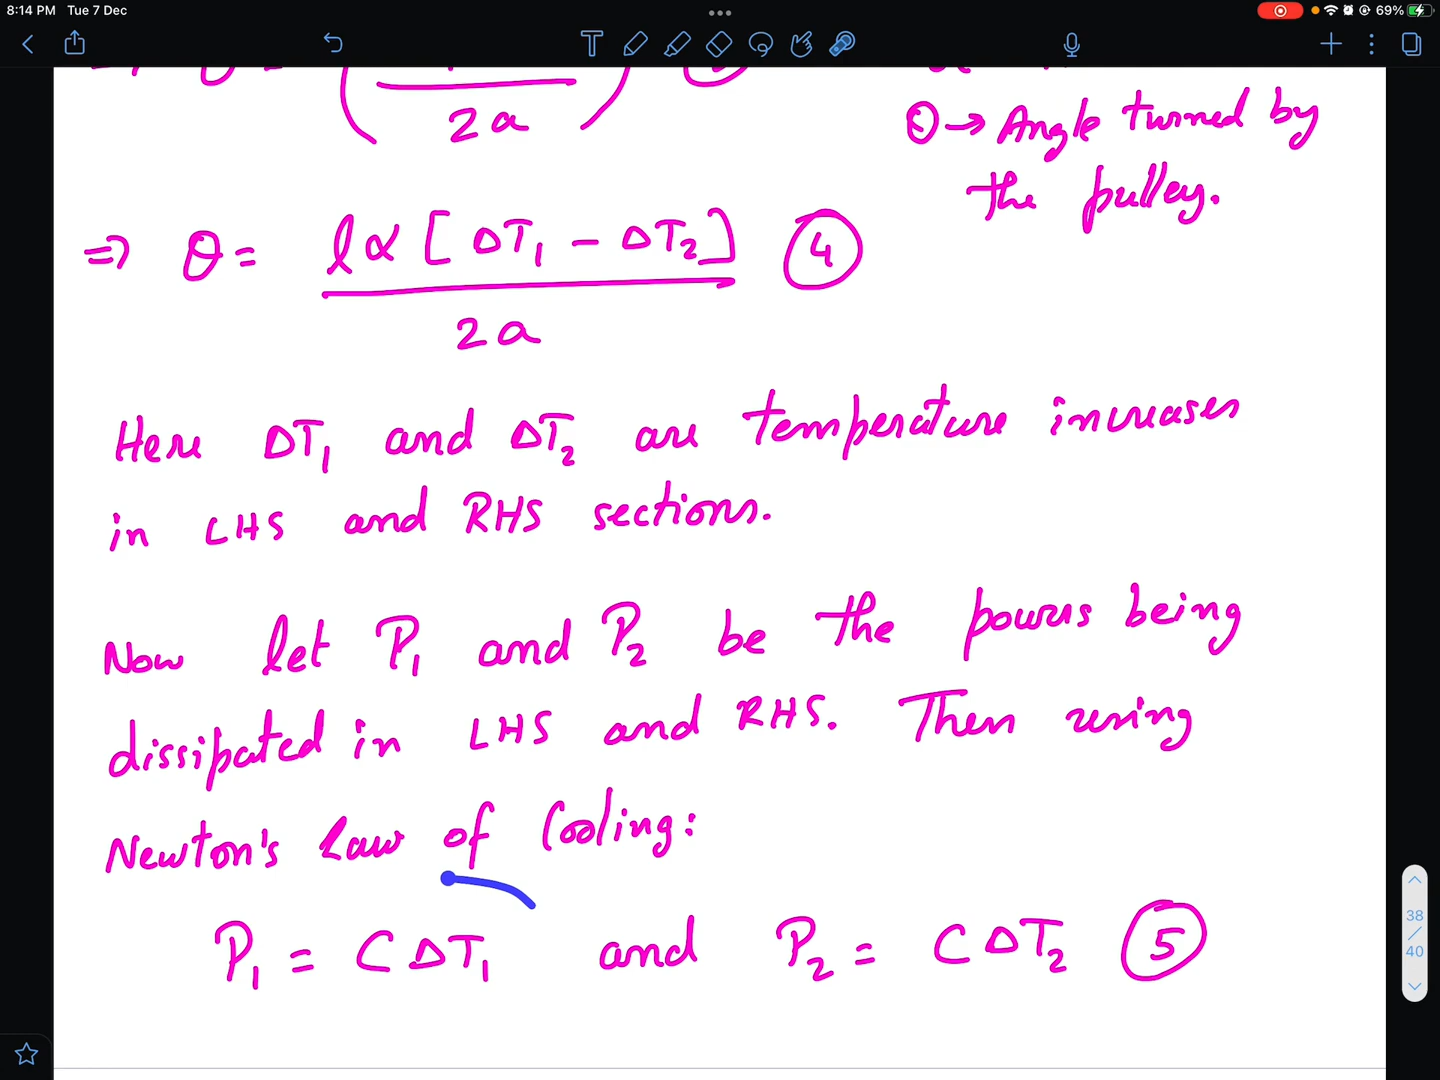 8:14 PM Tue 7 Dec
69%
θ =
2a
θ → Angle turned by
the pulley.
⇒ θ = lα [ΔT₁ − ΔT₂] ④
2a
Here ΔT₁ and ΔT₂ are temperature increases
in LHS and RHS sections.
Now let P₁ and P₂ be the powers being
dissipated in LHS and RHS. Then using
Newton's Law of Cooling:
P₁ = CΔT₁ and P₂ = CΔT₂ ⑤
38
/
40